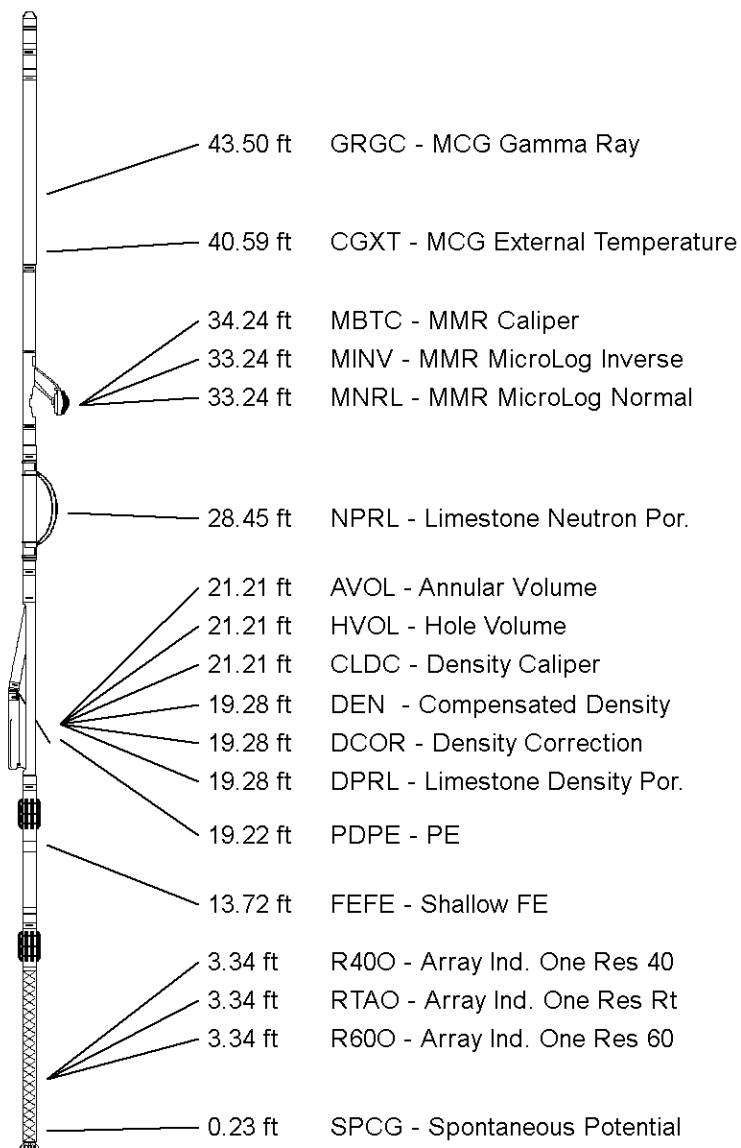 43.50 ft GRGC - MCG Gamma Ray
40.59 ft CGXT - MCG External Temperature
34.24 ft MBTC - MMR Caliper
33.24 ft MINV - MMR MicroLog Inverse
33.24 ft MNRL - MMR MicroLog Normal
28.45 ft NPRL - Limestone Neutron Por.
21.21 ft AVOL - Annular Volume
21.21 ft HVOL - Hole Volume
21.21 ft CLDC - Density Caliper
19.28 ft DEN - Compensated Density
19.28 ft DCOR - Density Correction
19.28 ft DPRL - Limestone Density Por.
19.22 ft PDPE - PE
13.72 ft FEFE - Shallow FE
3.34 ft R40O - Array Ind. One Res 40
3.34 ft RTAO - Array Ind. One Res Rt
3.34 ft R60O - Array Ind. One Res 60
0.23 ft SPCG - Spontaneous Potential